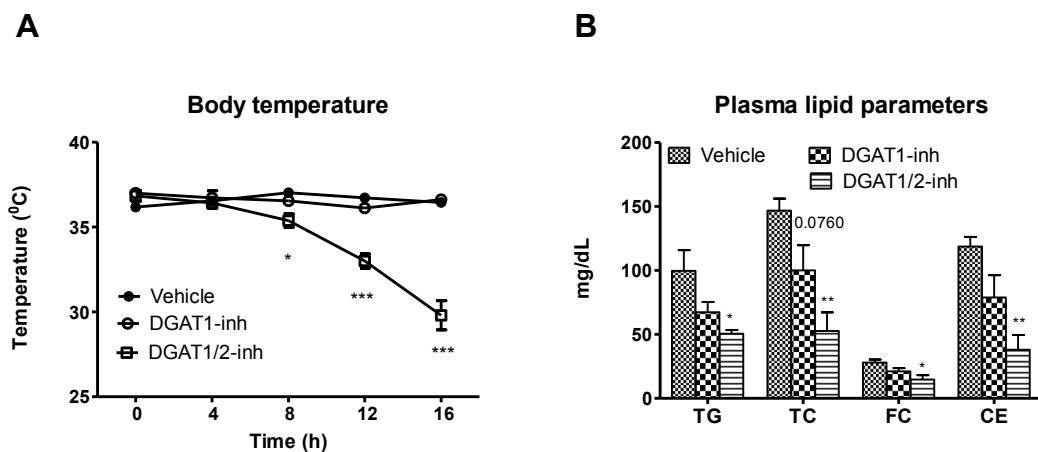 A
Body temperature
Temperature (⁰C)
40
35
30
25
Vehicle
DGAT1-inh
DGAT1/2-inh
*
***
***
0 4 8 12 16
Time (h)
B
Plasma lipid parameters
mg/dL
200
150
100
50
0
Vehicle
DGAT1-inh
DGAT1/2-inh
0.0760
*
**
*
**
TG TC FC CE